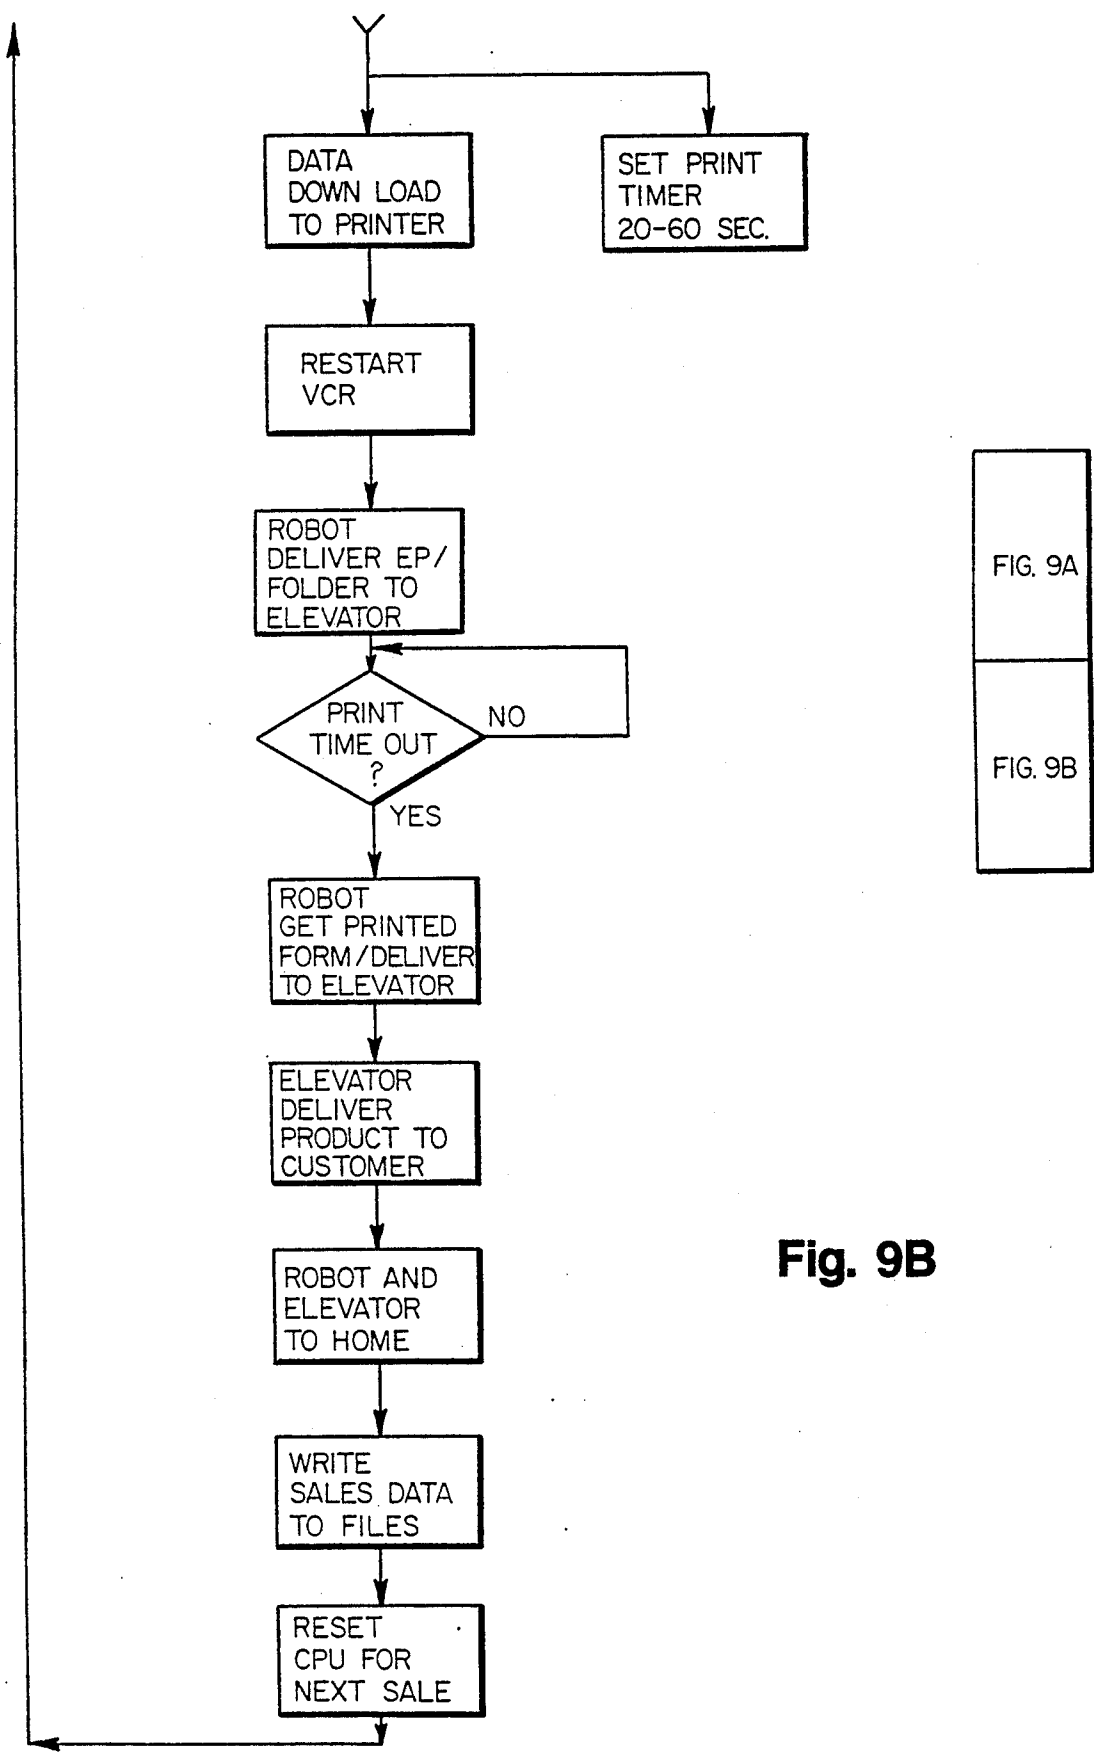 DATA
DOWN LOAD
TO PRINTER
SET PRINT
TIMER
20-60 SEC.
RESTART
VCR
ROBOT
DELIVER EP/
FOLDER TO
ELEVATOR
PRINT
TIME OUT
?
NO
YES
ROBOT
GET PRINTED
FORM/DELIVER
TO ELEVATOR
ELEVATOR
DELIVER
PRODUCT TO
CUSTOMER
ROBOT AND
ELEVATOR
TO HOME
WRITE
SALES DATA
TO FILES
RESET
CPU FOR
NEXT SALE
FIG. 9A
FIG. 9B
Fig. 9B